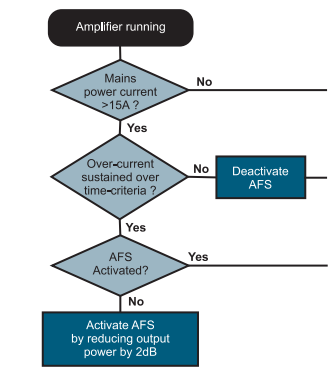 Amplifier running
Mains
power current
>15A ?
No
Yes
Over-current
sustained over
time-criteria ?
No
Deactivate
AFS
Yes
AFS
Activated?
Yes
No
Activate AFS
by reducing output
power by 2dB